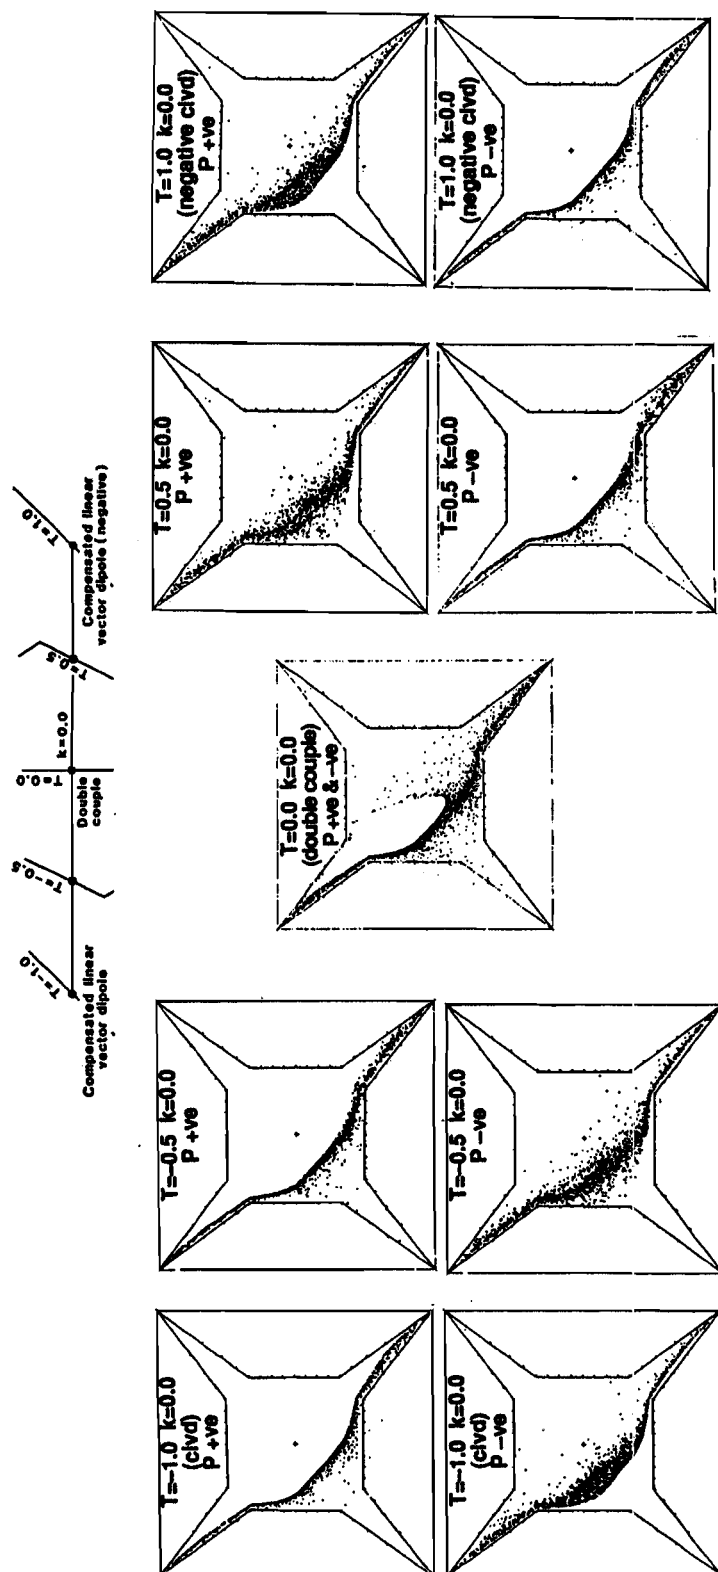 T=-1.0
T=-0.5
T=0.0
T=0.5
T=1.0
k=0.0
Compensated linear
vector dipole
Double
couple
Compensated linear
vector dipole (negative)
T=-1.0 k=0.0
(clvd)
P +ve
T=-0.5 k=0.0
P +ve
T=0.0 k=0.0
(double couple)
P +ve & -ve
T=0.5 k=0.0
P +ve
T=1.0 k=0.0
(negative clvd)
P +ve
T=-1.0 k=0.0
(clvd)
P -ve
T=-0.5 k=0.0
P -ve
T=0.5 k=0.0
P -ve
T=1.0 k=0.0
(negative clvd)
P -ve